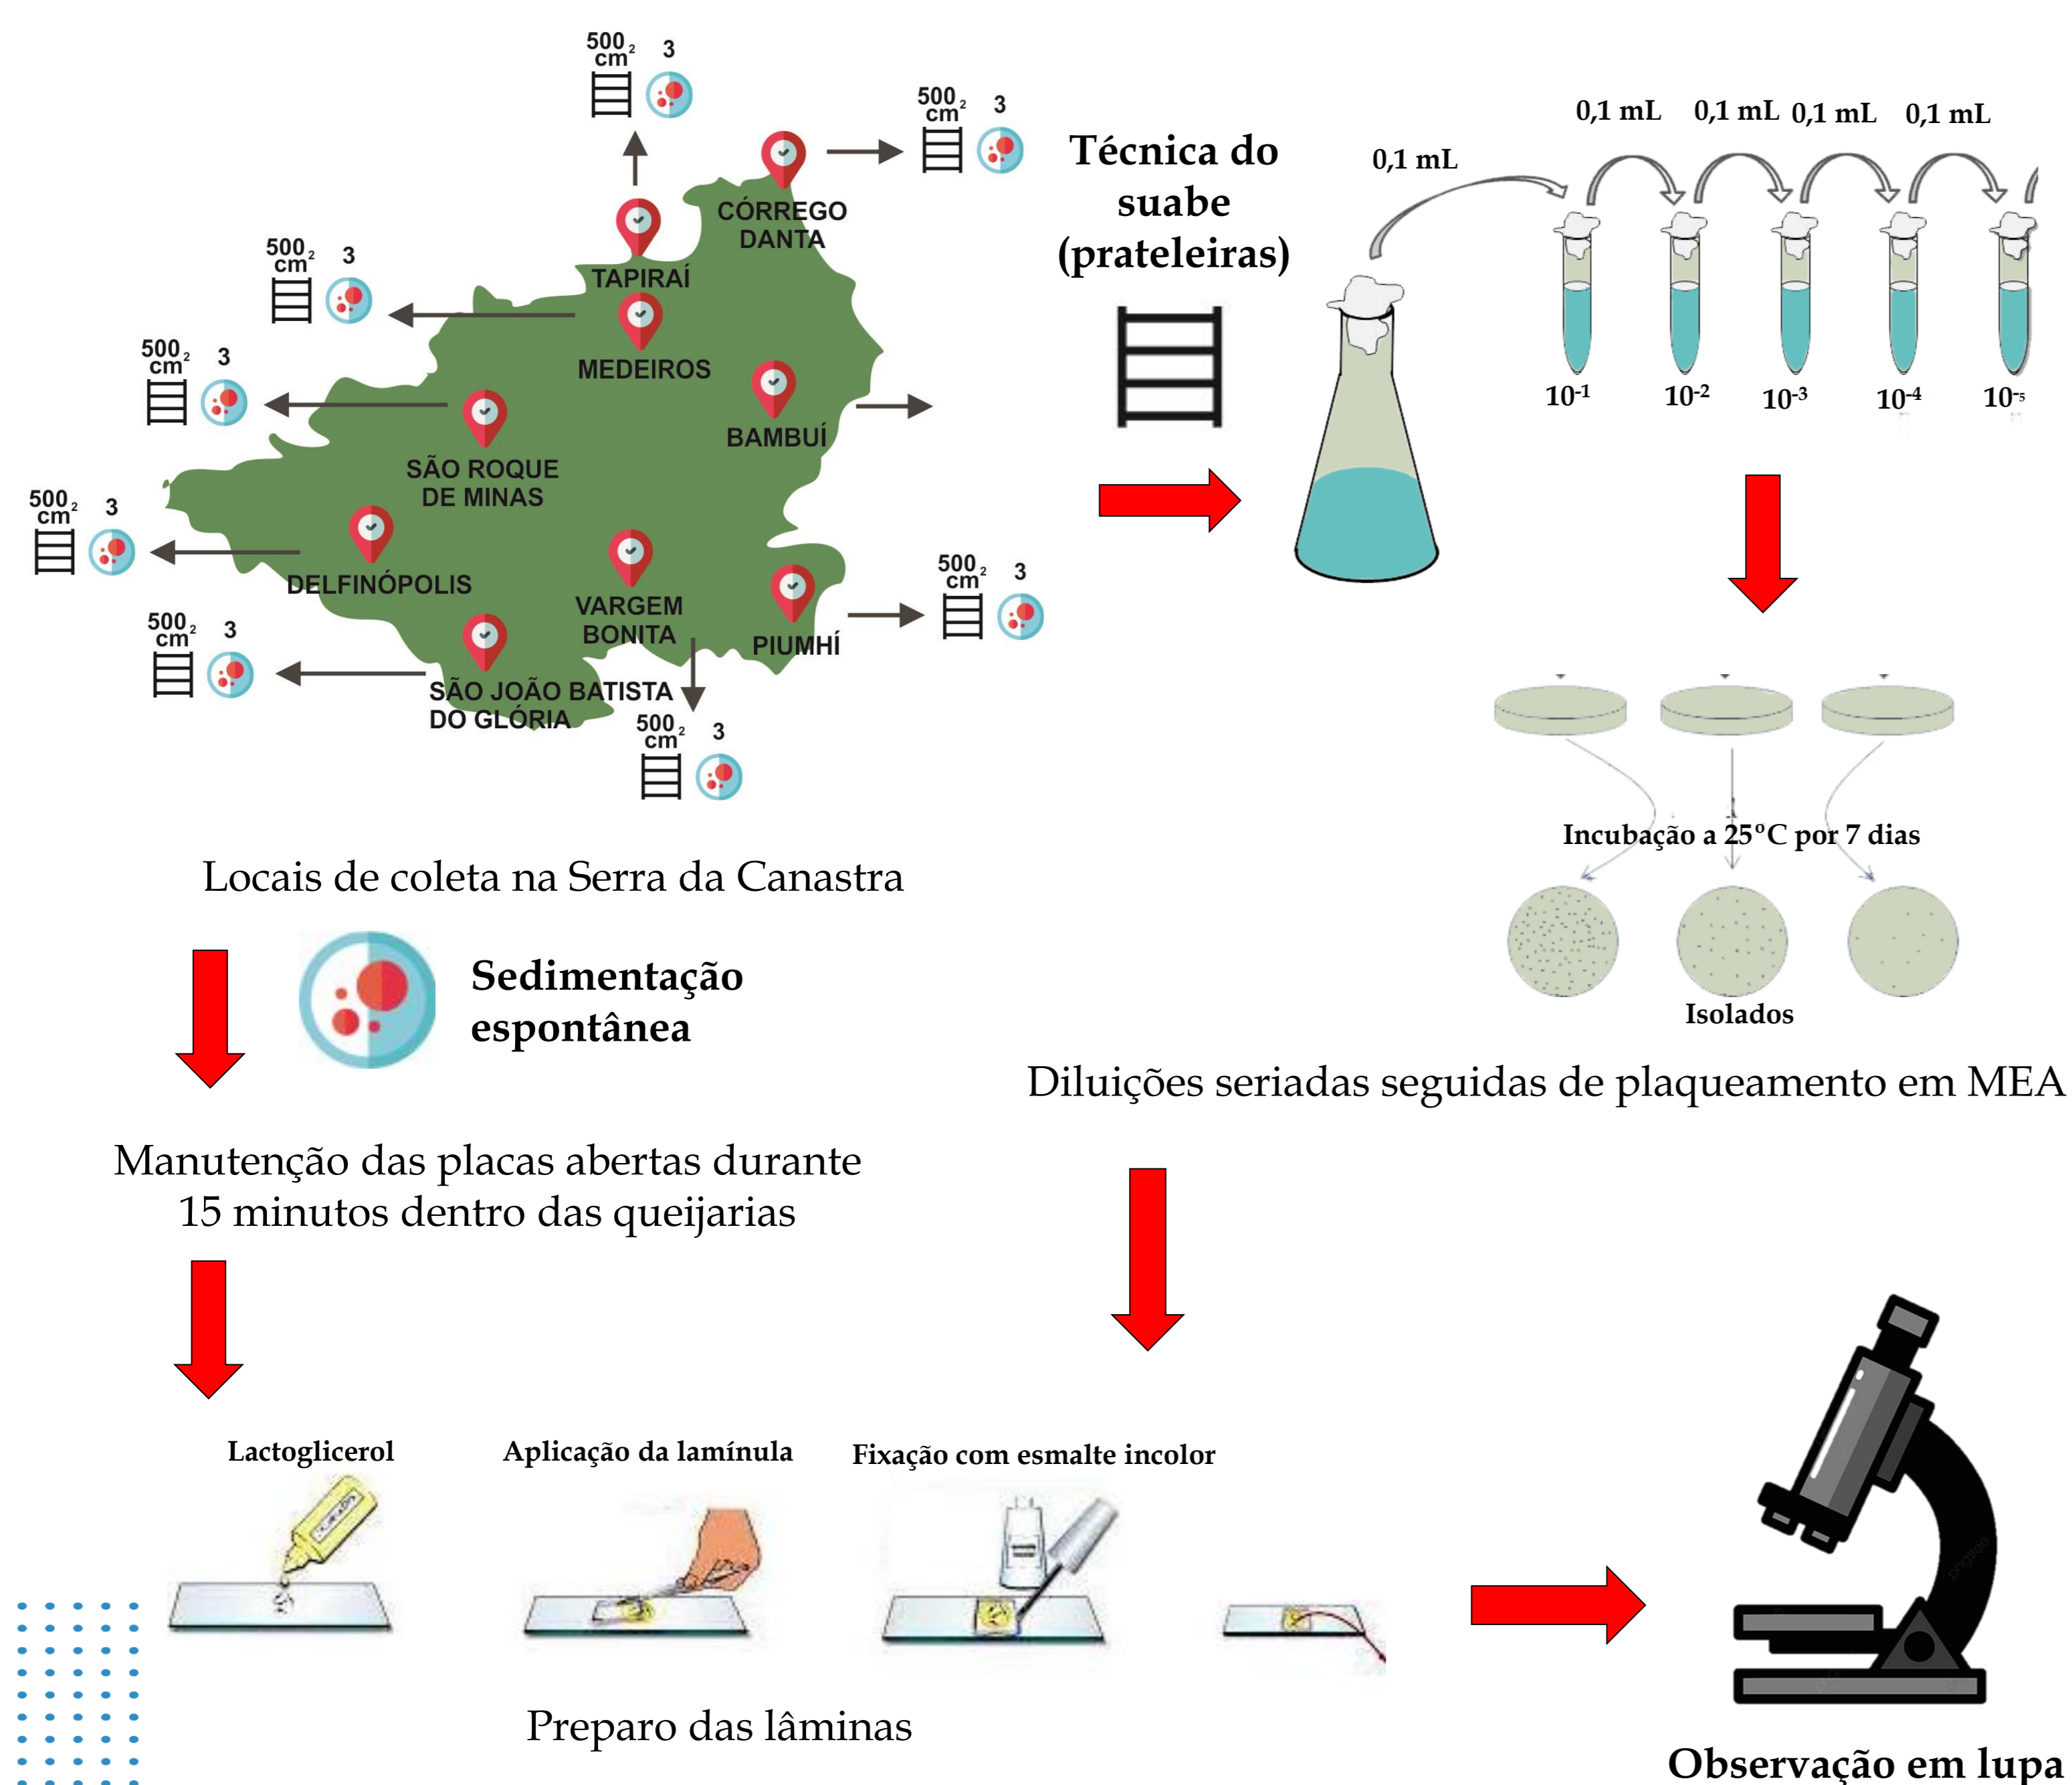 500 cm² 3
500 cm² 3
CÓRREGO
DANTA
TAPIRAÍ
500 cm² 3
MEDEIROS
500 cm² 3
BAMBUÍ
SÃO ROQUE
DE MINAS
500 cm² 3
DELFINÓPOLIS
VARGEM
BONITA
500 cm² 3
PIUMHÍ
500 cm² 3
SÃO JOÃO BATISTA
DO GLÓRIA
500 cm² 3
Locais de coleta na Serra da Canastra
Técnica do
suabe
(prateleiras)
0,1 mL
0,1 mL 0,1 mL 0,1 mL 0,1 mL
10-1 10-2 10-3 10-4 10-5
Incubação a 25ºC por 7 dias
Isolados
Diluições seriadas seguidas de plaqueamento em MEA
Sedimentação
espontânea
Manutenção das placas abertas durante
15 minutos dentro das queijarias
Lactoglicerol
Aplicação da lamínula
Fixação com esmalte incolor
Preparo das lâminas
Observação em lupa